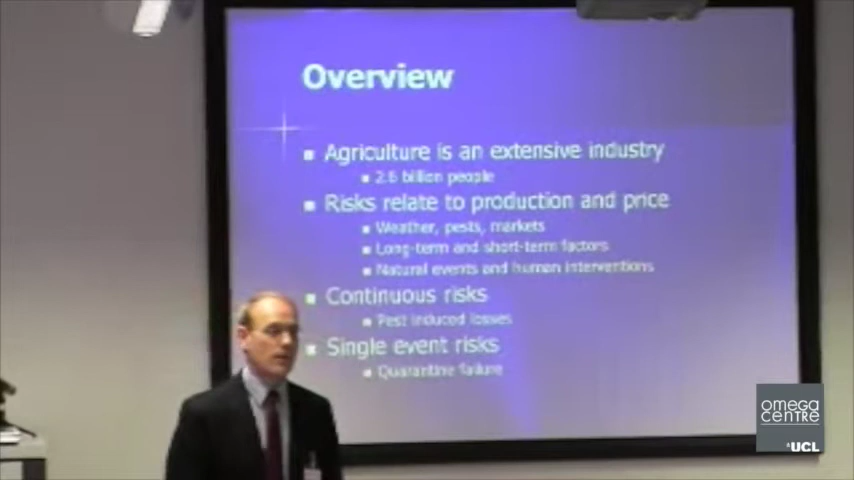 Overview
Agriculture is an extensive industry
2.6 billion people
Risks relate to production and price
Weather, pests, markets
Long-term and short-term factors
Natural events and human interventions
Continuous risks
Pest induced losses
Single event risks
Quarantine failure
omega
centre
UCL